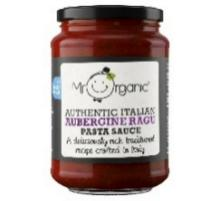 Mr Organic
AUTHENTIC ITALIAN
AUBERGINE RAGU
PASTA SAUCE
A deliciously rich traditional
recipe crafted in Italy